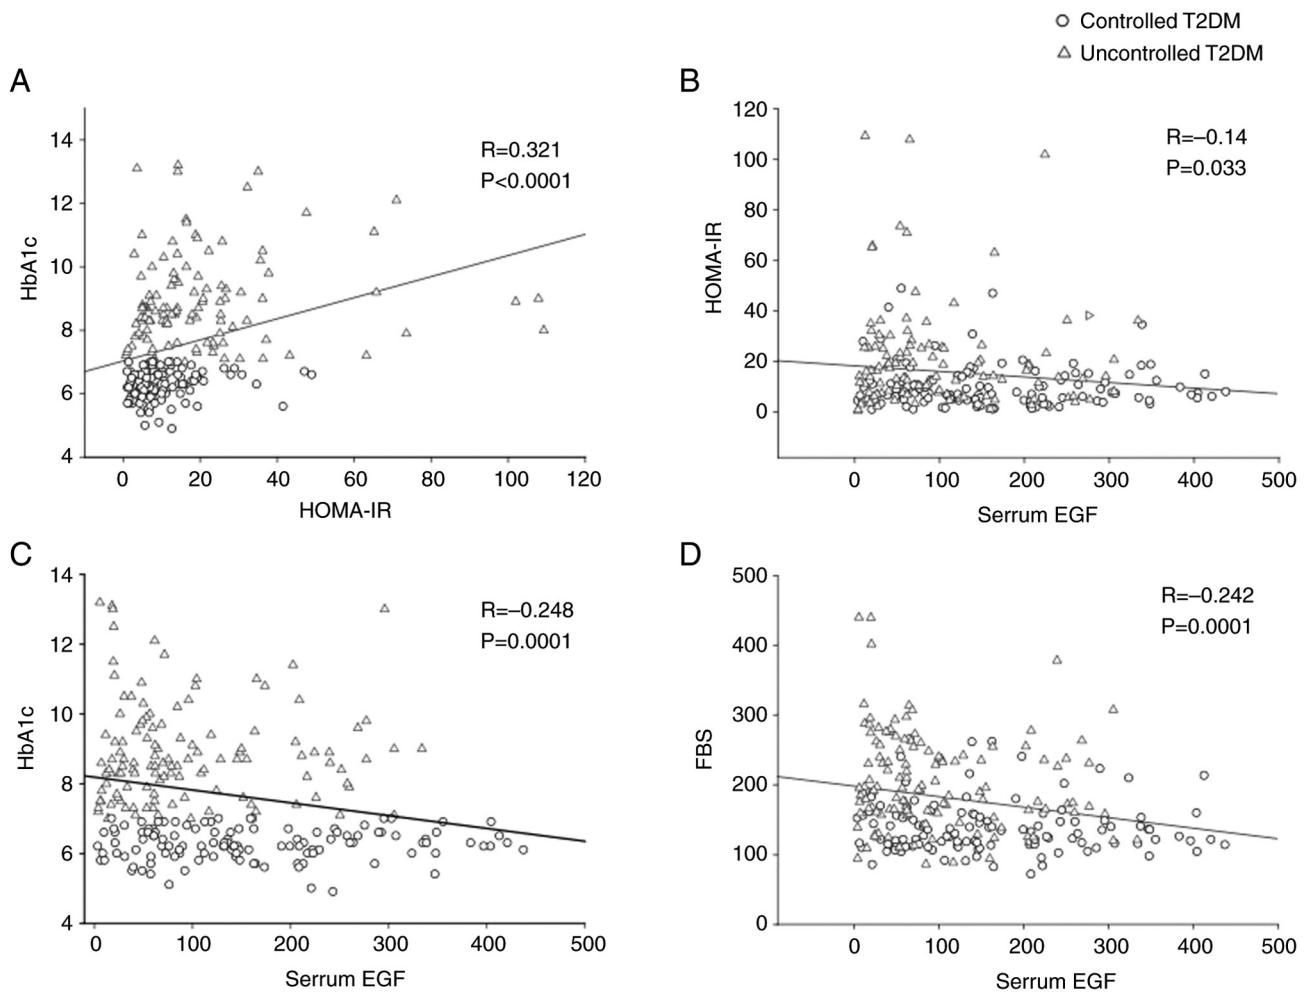 Controlled T2DM
Uncontrolled T2DM
A
HbA1c
14
12
10
8
6
4
R=0.321
P<0.0001
0 20 40 60 80 100 120
HOMA-IR
B
HOMA-IR
120
100
80
60
40
20
0
R=–0.14
P=0.033
0 100 200 300 400 500
Serrum EGF
C
HbA1c
14
12
10
8
6
4
R=–0.248
P=0.0001
0 100 200 300 400 500
Serrum EGF
D
FBS
500
400
300
200
100
0
R=–0.242
P=0.0001
0 100 200 300 400 500
Serrum EGF